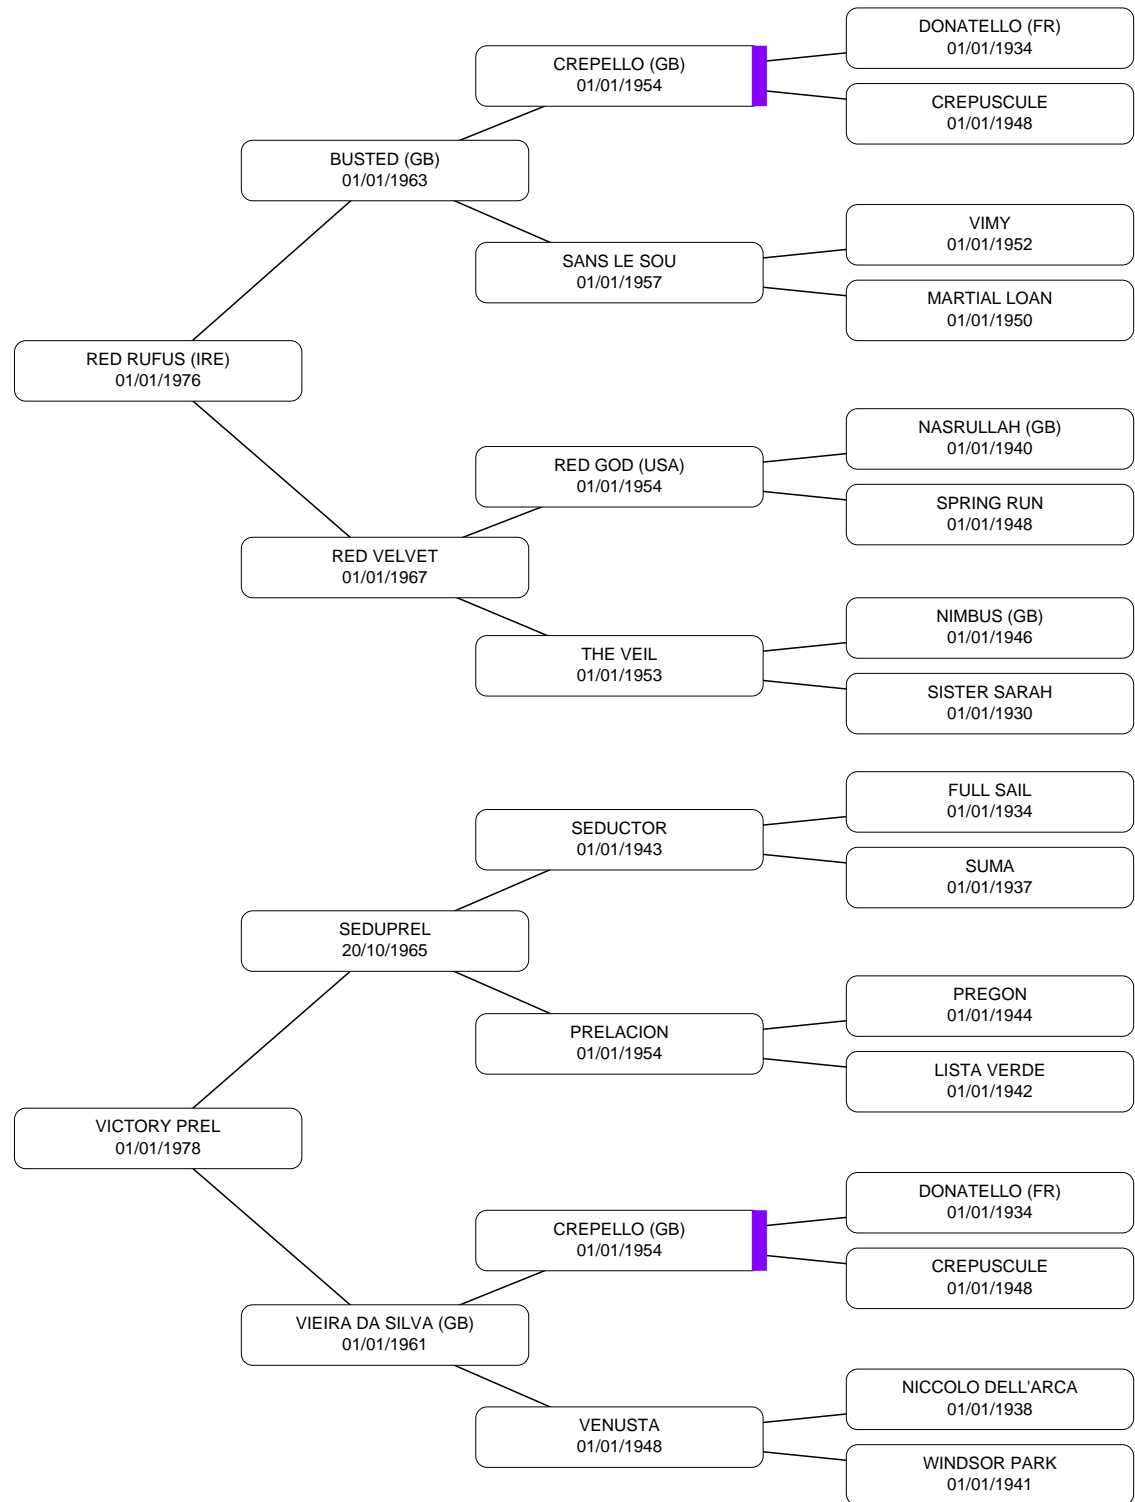 DONATELLO (FR)
01/01/1934
CREPELLO (GB)
01/01/1954
CREPUSCULE
01/01/1948
BUSTED (GB)
01/01/1963
VIMY
01/01/1952
SANS LE SOU
01/01/1957
MARTIAL LOAN
01/01/1950
RED RUFUS (IRE)
01/01/1976
NASRULLAH (GB)
01/01/1940
RED GOD (USA)
01/01/1954
SPRING RUN
01/01/1948
RED VELVET
01/01/1967
NIMBUS (GB)
01/01/1946
THE VEIL
01/01/1953
SISTER SARAH
01/01/1930
FULL SAIL
01/01/1934
SEDUCTOR
01/01/1943
SUMA
01/01/1937
SEDUPREL
20/10/1965
PREGON
01/01/1944
PRELACION
01/01/1954
LISTA VERDE
01/01/1942
VICTORY PREL
01/01/1978
DONATELLO (FR)
01/01/1934
CREPELLO (GB)
01/01/1954
CREPUSCULE
01/01/1948
VIEIRA DA SILVA (GB)
01/01/1961
NICCOLO DELL'ARCA
01/01/1938
VENUSTA
01/01/1948
WINDSOR PARK
01/01/1941